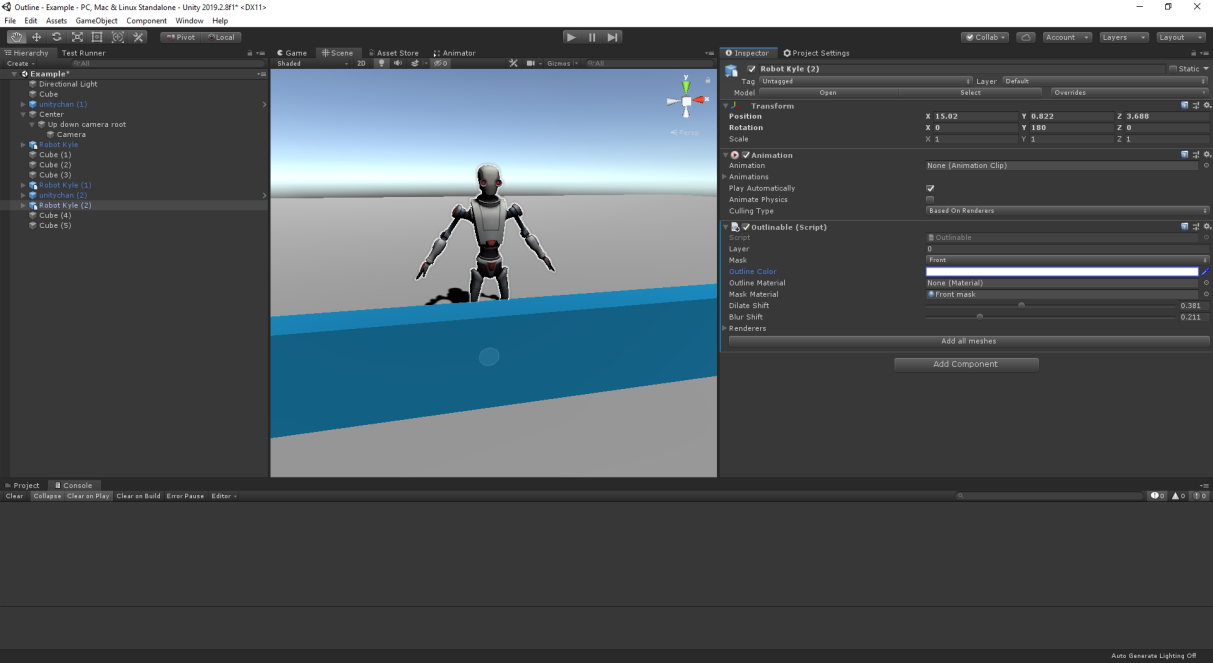 Outline - Example - PC, Mac & Linux Standalone - Unity 2019.2.8f1* <DX11>
File Edit Assets GameObject Component Window Help
Pivot Local Collab Account Layers Layout
Hierarchy Test Runner
Create All
Example*
Directional Light
Cube
unitychan (1)
Center
Up down camera root
Camera
Robot Kyle
Cube (1)
Cube (2)
Cube (3)
Robot Kyle (1)
unitychan (2)
Robot Kyle (2)
Cube (4)
Cube (5)
Game Scene Asset Store Animator
Shaded 2D 0 Gizmos All
y
x
Persp
Inspector Project Settings
Robot Kyle (2) Static
Tag Untagged Layer Default
Model Open Select Overrides
Transform
Position X 15.02 Y 0.822 Z 3.688
Rotation X 0 Y 180 Z 0
Scale X 1 Y 1 Z 1
Animation
Animation None (Animation Clip)
Animations
Play Automatically
Animate Physics
Culling Type Based On Renderers
Outlinable (Script)
Script Outlinable
Layer 0
Mask Front
Outline Color
Outline Material None (Material)
Mask Material Front mask
Dilate Shift 0.381
Blur Shift 0.211
Renderers
Add all meshes
Add Component
Project Console
Clear Collapse Clear on Play Clear on Build Error Pause Editor 0 0 0
Auto Generate Lighting Off